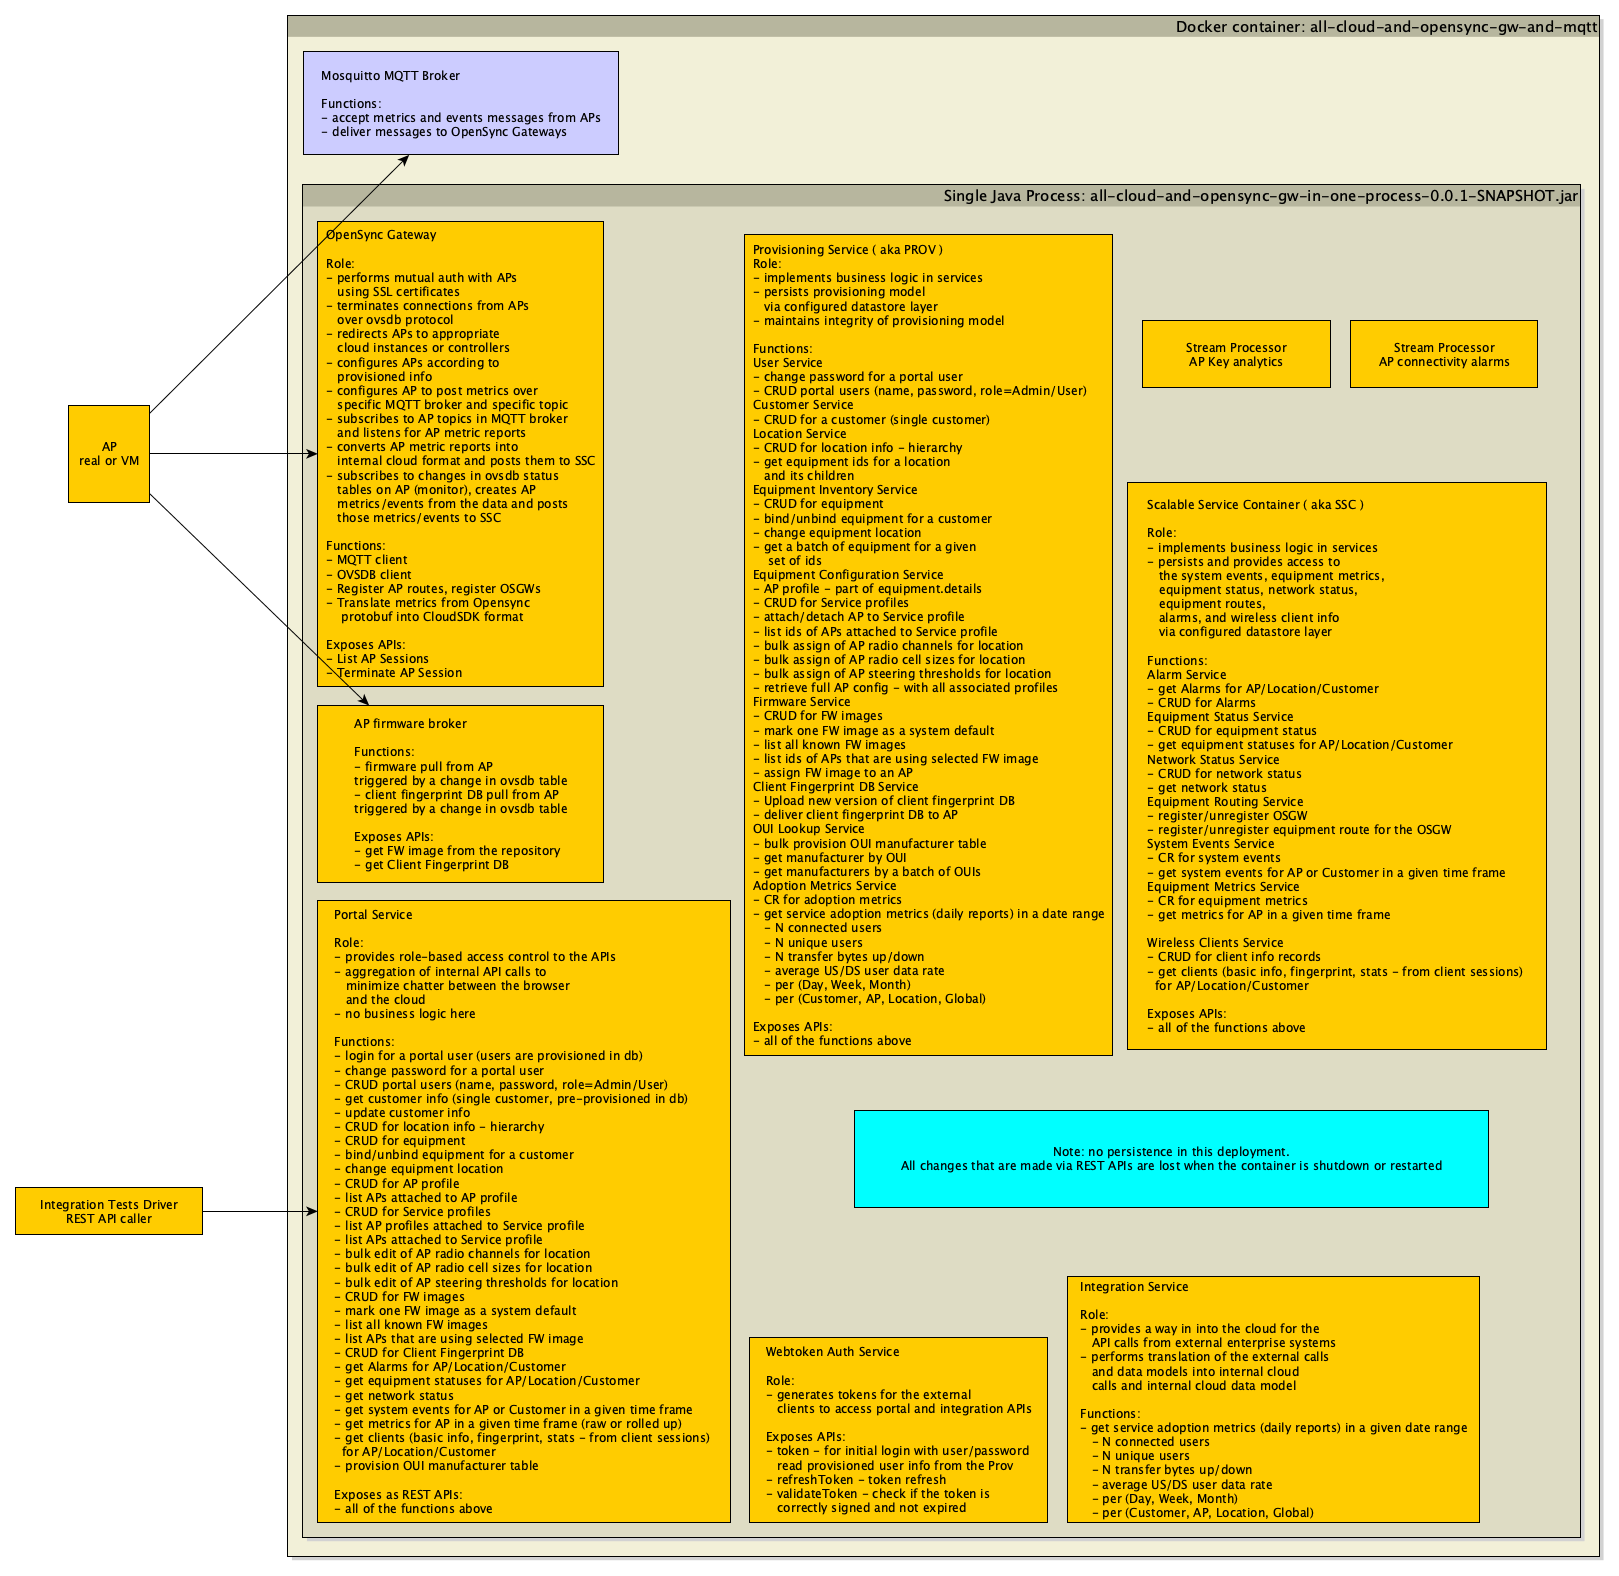 Docker container: all-cloud-and-opensync-gw-and-mqtt
Mosquitto MQTT Broker
Functions:
- accept metrics and events messages from APs
- deliver messages to OpenSync Gateways
Single Java Process: all-cloud-and-opensync-gw-in-one-process-0.0.1-SNAPSHOT.jar
AP
real or VM
Integration Tests Driver
REST API caller
OpenSync Gateway
Role:
- performs mutual auth with APs
using SSL certificates
- terminates connections from APs
over ovsdb protocol
- redirects APs to appropriate
cloud instances or controllers
- configures APs according to
provisioned info
- configures AP to post metrics over
specific MQTT broker and specific topic
- subscribes to AP topics in MQTT broker
and listens for AP metric reports
- converts AP metric reports into
internal cloud format and posts them to SSC
- subscribes to changes in ovsdb status
tables on AP (monitor), creates AP
metrics/events from the data and posts
those metrics/events to SSC
Functions:
- MQTT client
- OVSDB client
- Register AP routes, register OSGWs
- Translate metrics from Opensync
protobuf into CloudSDK format
Exposes APIs:
- List AP Sessions
- Terminate AP Session
AP firmware broker
Functions:
- firmware pull from AP
triggered by a change in ovsdb table
- client fingerprint DB pull from AP
triggered by a change in ovsdb table
Exposes APIs:
- get FW image from the repository
- get Client Fingerprint DB
Portal Service
Role:
- provides role-based access control to the APIs
- aggregation of internal API calls to
minimize chatter between the browser
and the cloud
- no business logic here
Functions:
- login for a portal user (users are provisioned in db)
- change password for a portal user
- CRUD portal users (name, password, role=Admin/User)
- get customer info (single customer, pre-provisioned in db)
- update customer info
- CRUD for location info - hierarchy
- CRUD for equipment
- bind/unbind equipment for a customer
- change equipment location
- CRUD for AP profile
- list APs attached to AP profile
- CRUD for Service profiles
- list AP profiles attached to Service profile
- list APs attached to Service profile
- bulk edit of AP radio channels for location
- bulk edit of AP radio cell sizes for location
- bulk edit of AP steering thresholds for location
- CRUD for FW images
- mark one FW image as a system default
- list all known FW images
- list APs that are using selected FW image
- CRUD for Client Fingerprint DB
- get Alarms for AP/Location/Customer
- get equipment statuses for AP/Location/Customer
- get network status
- get system events for AP or Customer in a given time frame
- get metrics for AP in a given time frame (raw or rolled up)
- get clients (basic info, fingerprint, stats - from client sessions)
for AP/Location/Customer
- provision OUI manufacturer table
Exposes as REST APIs:
- all of the functions above
Provisioning Service ( aka PROV )
Role:
- implements business logic in services
- persists provisioning model
via configured datastore layer
- maintains integrity of provisioning model
Functions:
User Service
- change password for a portal user
- CRUD portal users (name, password, role=Admin/User)
Customer Service
- CRUD for a customer (single customer)
Location Service
- CRUD for location info - hierarchy
- get equipment ids for a location
and its children
Equipment Inventory Service
- CRUD for equipment
- bind/unbind equipment for a customer
- change equipment location
- get a batch of equipment for a given
set of ids
Equipment Configuration Service
- AP profile - part of equipment.details
- CRUD for Service profiles
- attach/detach AP to Service profile
- list ids of APs attached to Service profile
- bulk assign of AP radio channels for location
- bulk assign of AP radio cell sizes for location
- bulk assign of AP steering thresholds for location
- retrieve full AP config - with all associated profiles
Firmware Service
- CRUD for FW images
- mark one FW image as a system default
- list all known FW images
- list ids of APs that are using selected FW image
- assign FW image to an AP
Client Fingerprint DB Service
- Upload new version of client fingerprint DB
- deliver client fingerprint DB to AP
OUI Lookup Service
- bulk provision OUI manufacturer table
- get manufacturer by OUI
- get manufacturers by a batch of OUIs
Adoption Metrics Service
- CR for adoption metrics
- get service adoption metrics (daily reports) in a date range
- N connected users
- N unique users
- N transfer bytes up/down
- average US/DS user data rate
- per (Day, Week, Month)
- per (Customer, AP, Location, Global)
Exposes APIs:
- all of the functions above
Stream Processor
AP Key analytics
Stream Processor
AP connectivity alarms
Scalable Service Container ( aka SSC )
Role:
- implements business logic in services
- persists and provides access to
the system events, equipment metrics,
equipment status, network status,
equipment routes,
alarms, and wireless client info
via configured datastore layer
Functions:
Alarm Service
- get Alarms for AP/Location/Customer
- CRUD for Alarms
Equipment Status Service
- CRUD for equipment status
- get equipment statuses for AP/Location/Customer
Network Status Service
- CRUD for network status
- get network status
Equipment Routing Service
- register/unregister OSGW
- register/unregister equipment route for the OSGW
System Events Service
- CR for system events
- get system events for AP or Customer in a given time frame
Equipment Metrics Service
- CR for equipment metrics
- get metrics for AP in a given time frame
Wireless Clients Service
- CRUD for client info records
- get clients (basic info, fingerprint, stats - from client sessions)
for AP/Location/Customer
Exposes APIs:
- all of the functions above
Note: no persistence in this deployment.
All changes that are made via REST APIs are lost when the container is shutdown or restarted
Webtoken Auth Service
Role:
- generates tokens for the external
clients to access portal and integration APIs
Exposes APIs:
- token - for initial login with user/password
read provisioned user info from the Prov
- refreshToken - token refresh
- validateToken - check if the token is
correctly signed and not expired
Integration Service
Role:
- provides a way in into the cloud for the
API calls from external enterprise systems
- performs translation of the external calls
and data models into internal cloud
calls and internal cloud data model
Functions:
- get service adoption metrics (daily reports) in a given date range
- N connected users
- N unique users
- N transfer bytes up/down
- average US/DS user data rate
- per (Day, Week, Month)
- per (Customer, AP, Location, Global)